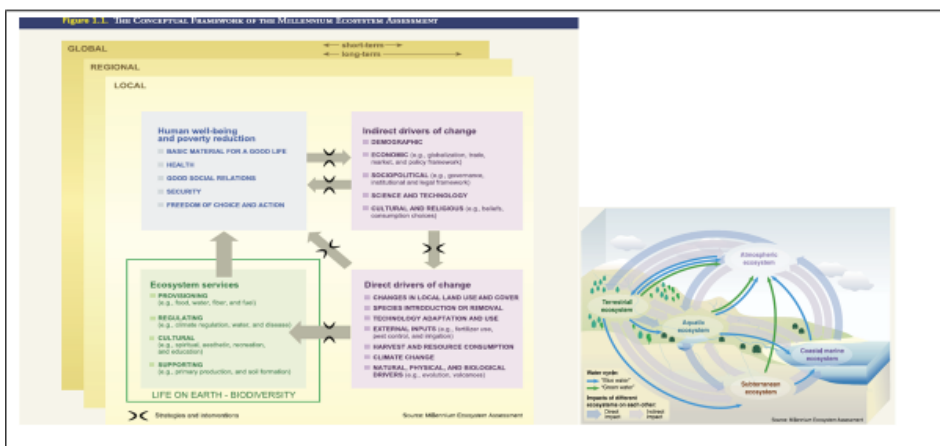 Figure 1.1. THE CONCEPTUAL FRAMEWORK OF THE MILLENNIUM ECOSYSTEM ASSESSMENT
GLOBAL
short-term
long-term
REGIONAL
LOCAL
Human well-being
and poverty reduction
BASIC MATERIAL FOR A GOOD LIFE
HEALTH
GOOD SOCIAL RELATIONS
SECURITY
FREEDOM OF CHOICE AND ACTION
Indirect drivers of change
DEMOGRAPHIC
ECONOMIC (e.g., globalization, trade,
market, and policy framework)
SOCIOPOLITICAL (e.g., governance,
institutional and legal framework)
SCIENCE AND TECHNOLOGY
CULTURAL AND RELIGIOUS (e.g., beliefs,
consumption choices)
Ecosystem services
PROVISIONING
(e.g., food, water, fiber, and fuel)
REGULATING
(e.g., climate regulation, water, and disease)
CULTURAL
(e.g., spiritual, aesthetic, recreation,
and education)
SUPPORTING
(e.g., primary production, and soil formation)
LIFE ON EARTH - BIODIVERSITY
Direct drivers of change
CHANGES IN LOCAL LAND USE AND COVER
SPECIES INTRODUCTION OR REMOVAL
TECHNOLOGY ADAPTATION AND USE
EXTERNAL INPUTS (e.g., fertilizer use,
pest control, and irrigation)
HARVEST AND RESOURCE CONSUMPTION
CLIMATE CHANGE
NATURAL, PHYSICAL, AND BIOLOGICAL
DRIVERS (e.g., evolution, volcanoes)
Strategies and interventions
Source: Millennium Ecosystem Assessment
Atmospheric
ecosystem
Terrestrial
ecosystem
Aquatic
ecosystem
Coastal marine
ecosystem
Subterranean
ecosystem
Water cycle:
"Blue water"
"Green water"
Impacts of different
ecosystems on each other:
Direct
impact
Indirect
impact
Source: Millennium Ecosystem Assessment